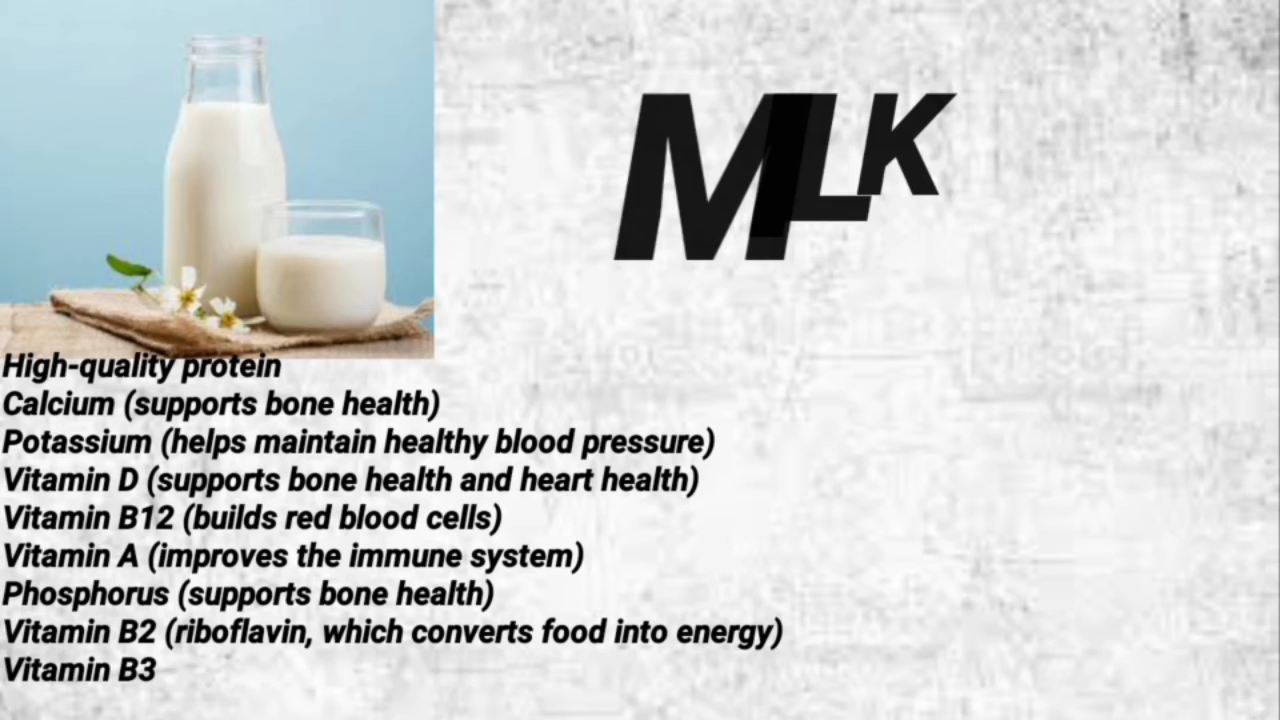 MILK
High-quality protein
Calcium (supports bone health)
Potassium (helps maintain healthy blood pressure)
Vitamin D (supports bone health and heart health)
Vitamin B12 (builds red blood cells)
Vitamin A (improves the immune system)
Phosphorus (supports bone health)
Vitamin B2 (riboflavin, which converts food into energy)
Vitamin B3